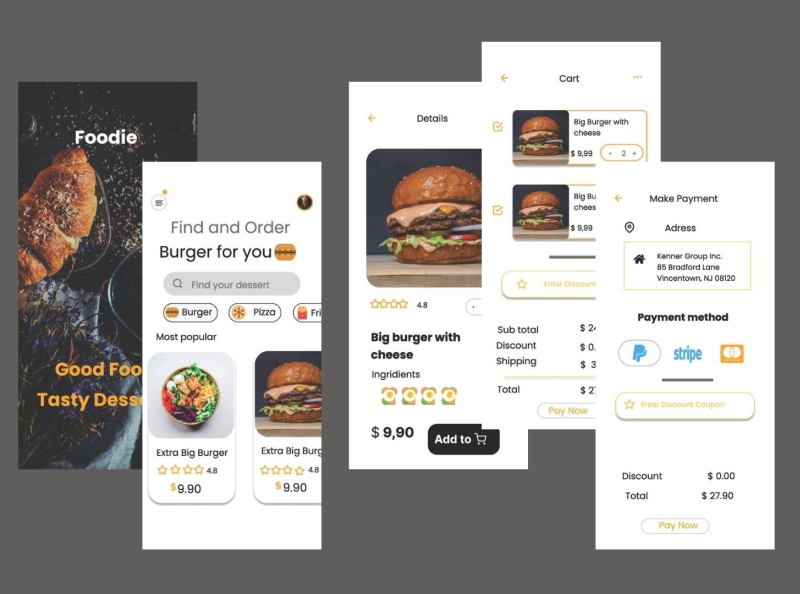 Foodie
Good Foo
Tasty Desse
Find and Order
Burger for you
Find your dessert
Burger
Pizza
Fri
Most popular
Extra Big Burger
4.8
$9.90
Extra Big Burg
4.8
$9.90
Details
4.8
Big burger with
cheese
Ingridients
$ 9,90
Add to
Cart
Big Burger with
cheese
$ 9,99
2 +
Big Bu
chees
$ 9,99
Enter Discount
Sub total $ 24
Discount $ 0.
Shipping $ 3
Total $ 27
Pay Now
Make Payment
Adress
Kenner Group Inc.
85 Bradford Lane
Vincentown, NJ 08120
Payment method
stripe
Enter Discount Coupon
Discount $ 0.00
Total $ 27.90
Pay Now